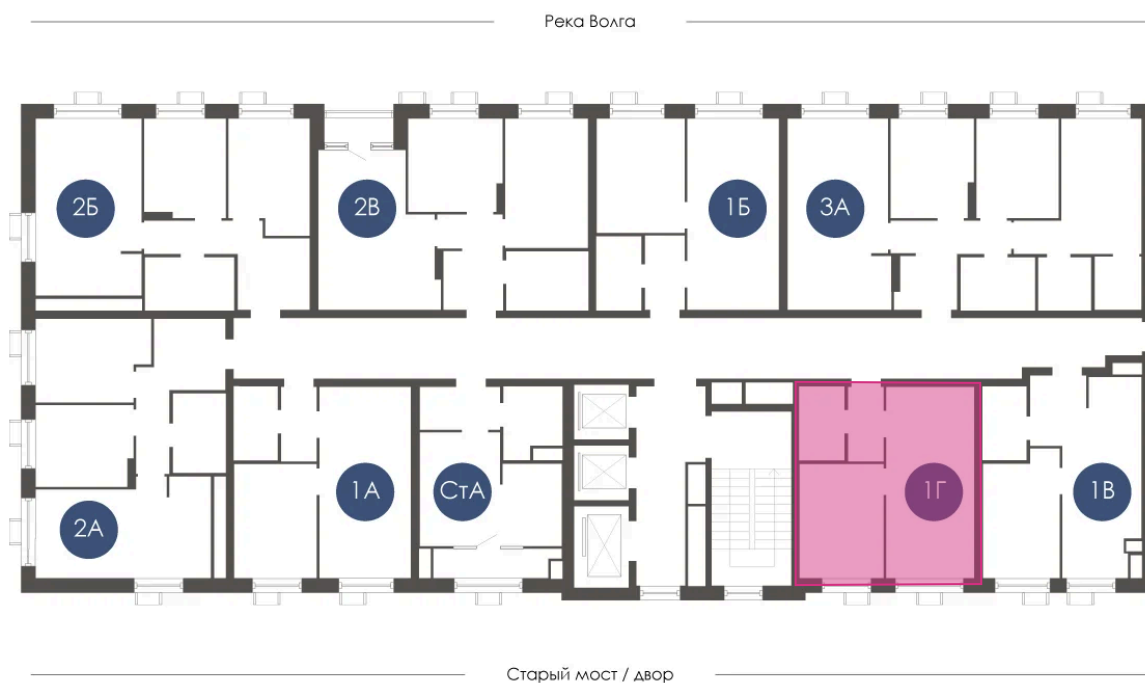 Река Волга
2Б
2В
1Б
3А
2А
1А
СтА
1Г
1В
Старый мост / двор